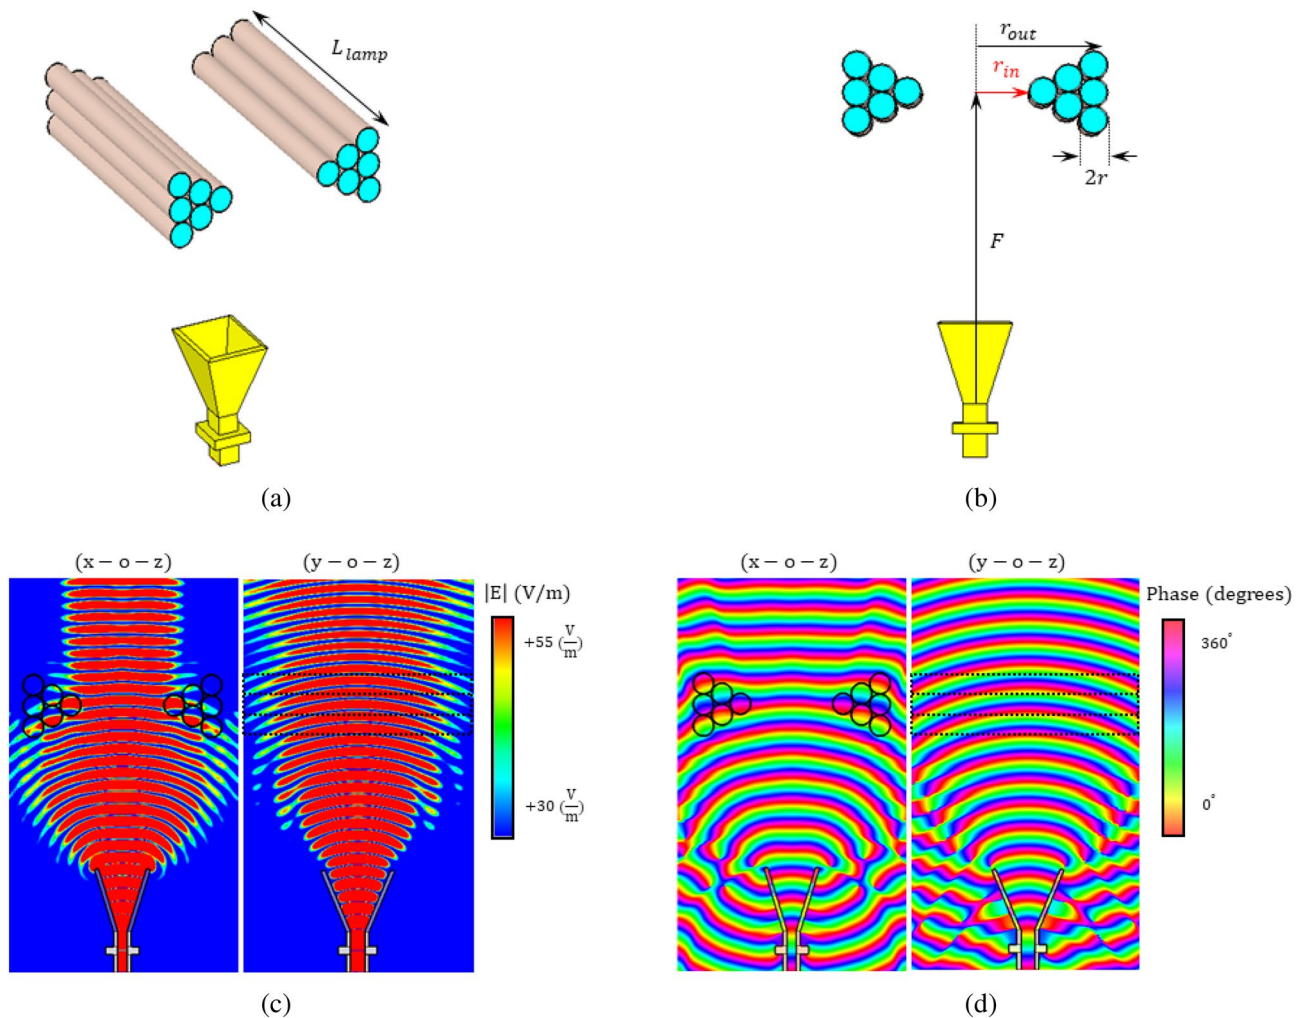 L_lamp
(a)
r_out
r_in
2r
F
(b)
(x − o − z)
(y − o − z)
|E| (V/m)
+55 (V/m)
+30 (V/m)
(c)
(x − o − z)
(y − o − z)
Phase (degrees)
360°
0°
(d)